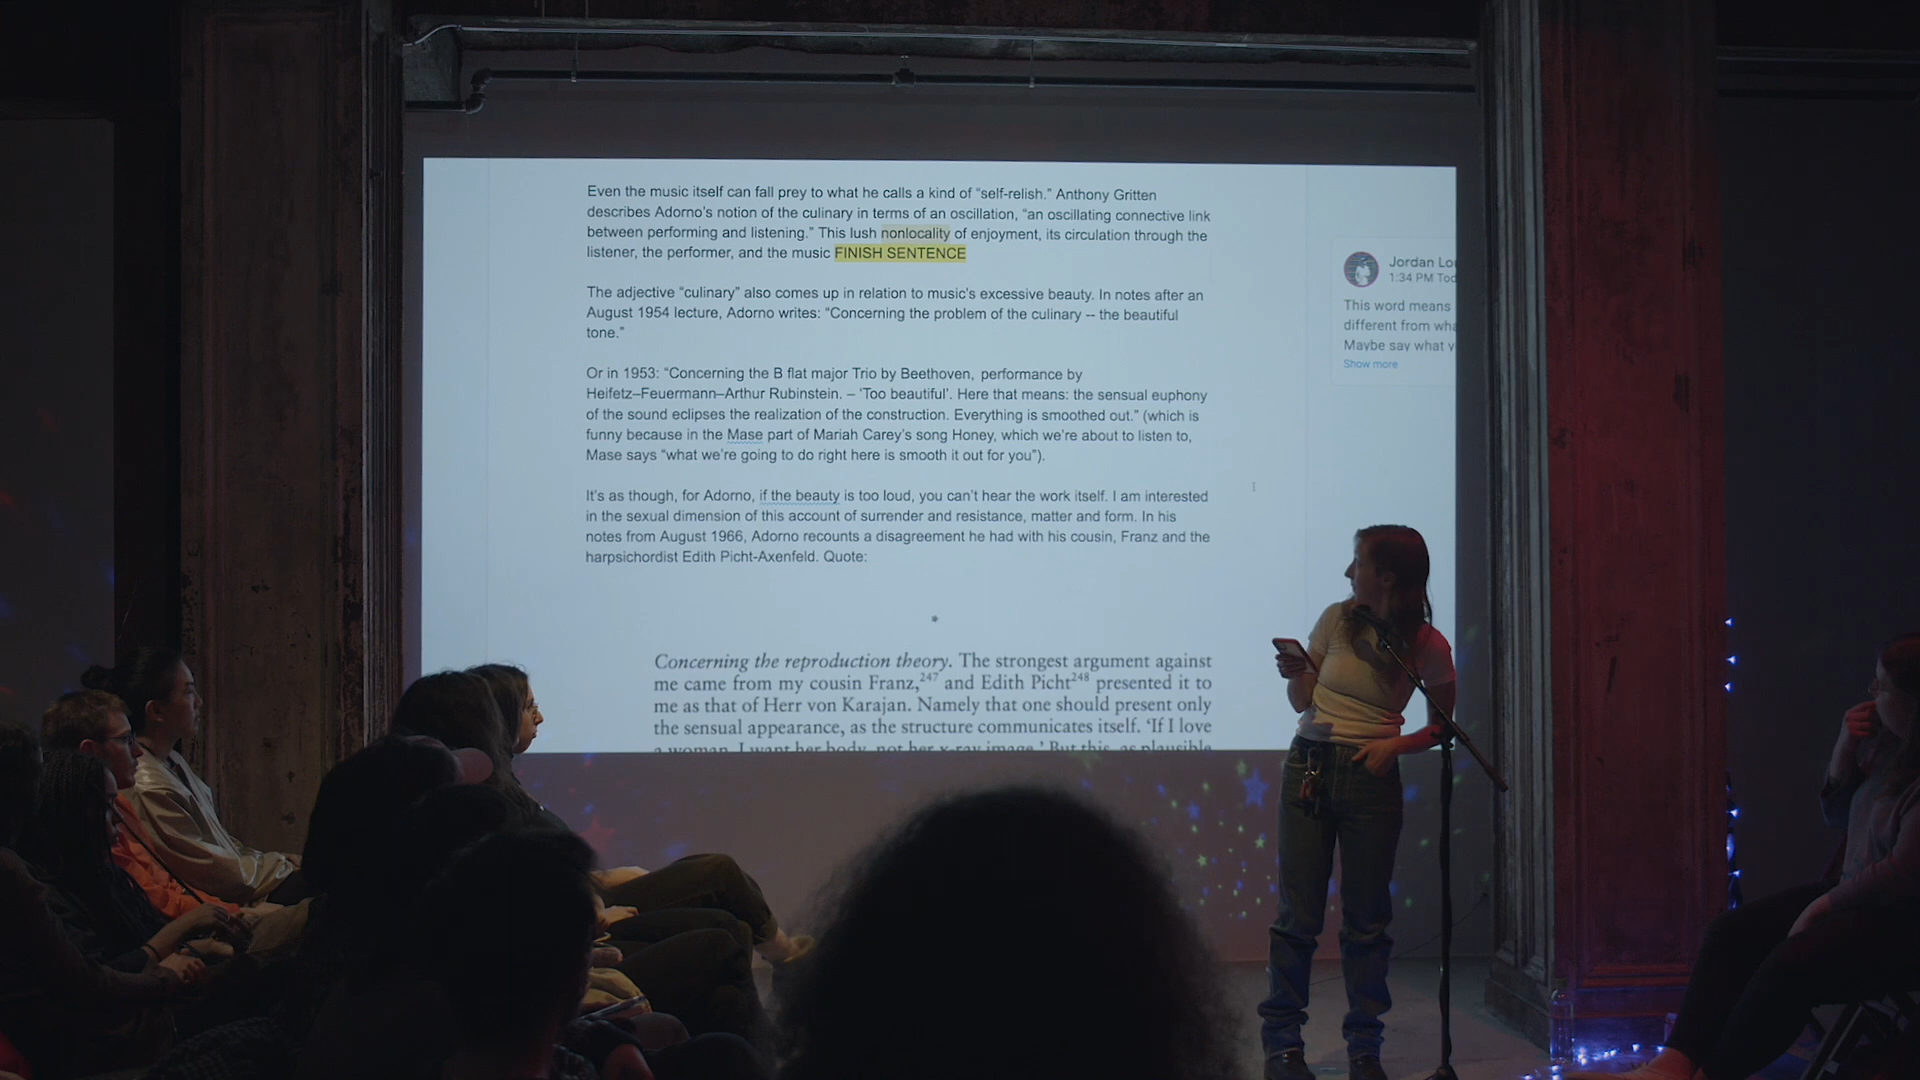 Even the music itself can fall prey to what he calls a kind of “self-relish.” Anthony Gritten
describes Adorno’s notion of the culinary in terms of an oscillation, “an oscillating connective link
between performing and listening.” This lush nonlocality of enjoyment, its circulation through the
listener, the performer, and the music FINISH SENTENCE
The adjective “culinary” also comes up in relation to music’s excessive beauty. In notes after an
August 1954 lecture, Adorno writes: “Concerning the problem of the culinary -- the beautiful
tone.”
Or in 1953: “Concerning the B flat major Trio by Beethoven, performance by
Heifetz–Feuermann–Arthur Rubinstein. – ‘Too beautiful’. Here that means: the sensual euphony
of the sound eclipses the realization of the construction. Everything is smoothed out.” (which is
funny because in the Mase part of Mariah Carey’s song Honey, which we’re about to listen to,
Mase says “what we’re going to do right here is smooth it out for you”).
It’s as though, for Adorno, if the beauty is too loud, you can’t hear the work itself. I am interested
in the sexual dimension of this account of surrender and resistance, matter and form. In his
notes from August 1966, Adorno recounts a disagreement he had with his cousin, Franz and the
harpsichordist Edith Picht-Axenfeld. Quote:
Concerning the reproduction theory. The strongest argument against
me came from my cousin Franz,247 and Edith Picht248 presented it to
me as that of Herr von Karajan. Namely that one should present only
the sensual appearance, as the structure communicates itself. ‘If I love
a woman, I want her body, not her x-ray image.’ But this, as plausible
Jordan Lo
1:34 PM Tod
This word means
different from wha
Maybe say what v
Show more